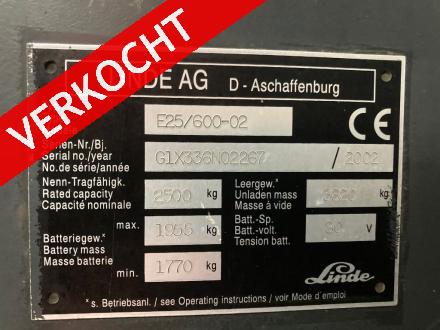 VERKOCHT
NDE AG D - Aschaffenburg
E25/600-02
Serien-Nr./Bj.
Serial no./year G1X336N02267 / 2002
No. de série/année
Nenn-Tragfähigk.
Rated capacity 2500 kg
Capacité nominale
Leergew.*
Unladen mass kg
Masse à vide
max. 1955 kg
Batteriegew.*
Battery mass
Masse batterie
min. 1770 kg
Batt.-Sp.
Batt.-volt. V
Tension batt.
CE
Linde
*s. Betriebsanl. / see Operating instructions / voir Mode d'emploi